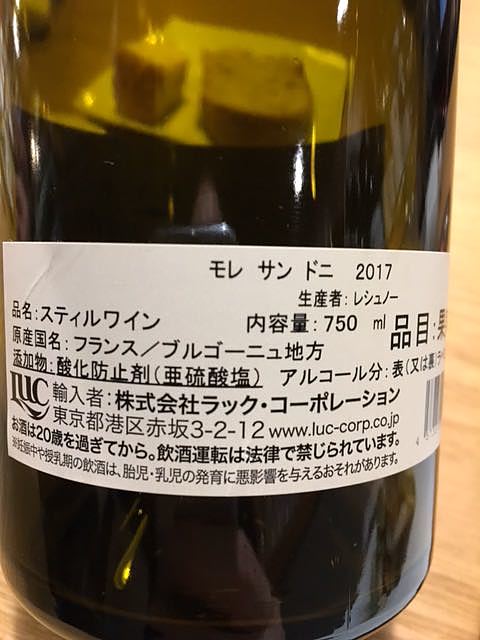 モレ サン ドニ 2017
生産者:レシュノー
品名:スティルワイン 内容量:750 ml 品目:果
原産国名:フランス/ブルゴーニュ地方
添加物:酸化防止剤(亜硫酸塩) アルコール分:表(又は裏)ラ
LUC 輸入者:株式会社ラック・コーポレーション
東京都港区赤坂3-2-12 www.luc-corp.co.jp
お酒は20歳を過ぎてから。飲酒運転は法律で禁じられています。
※妊娠中や授乳期の飲酒は、胎児・乳児の発育に悪影響を与えるおそれがあります。